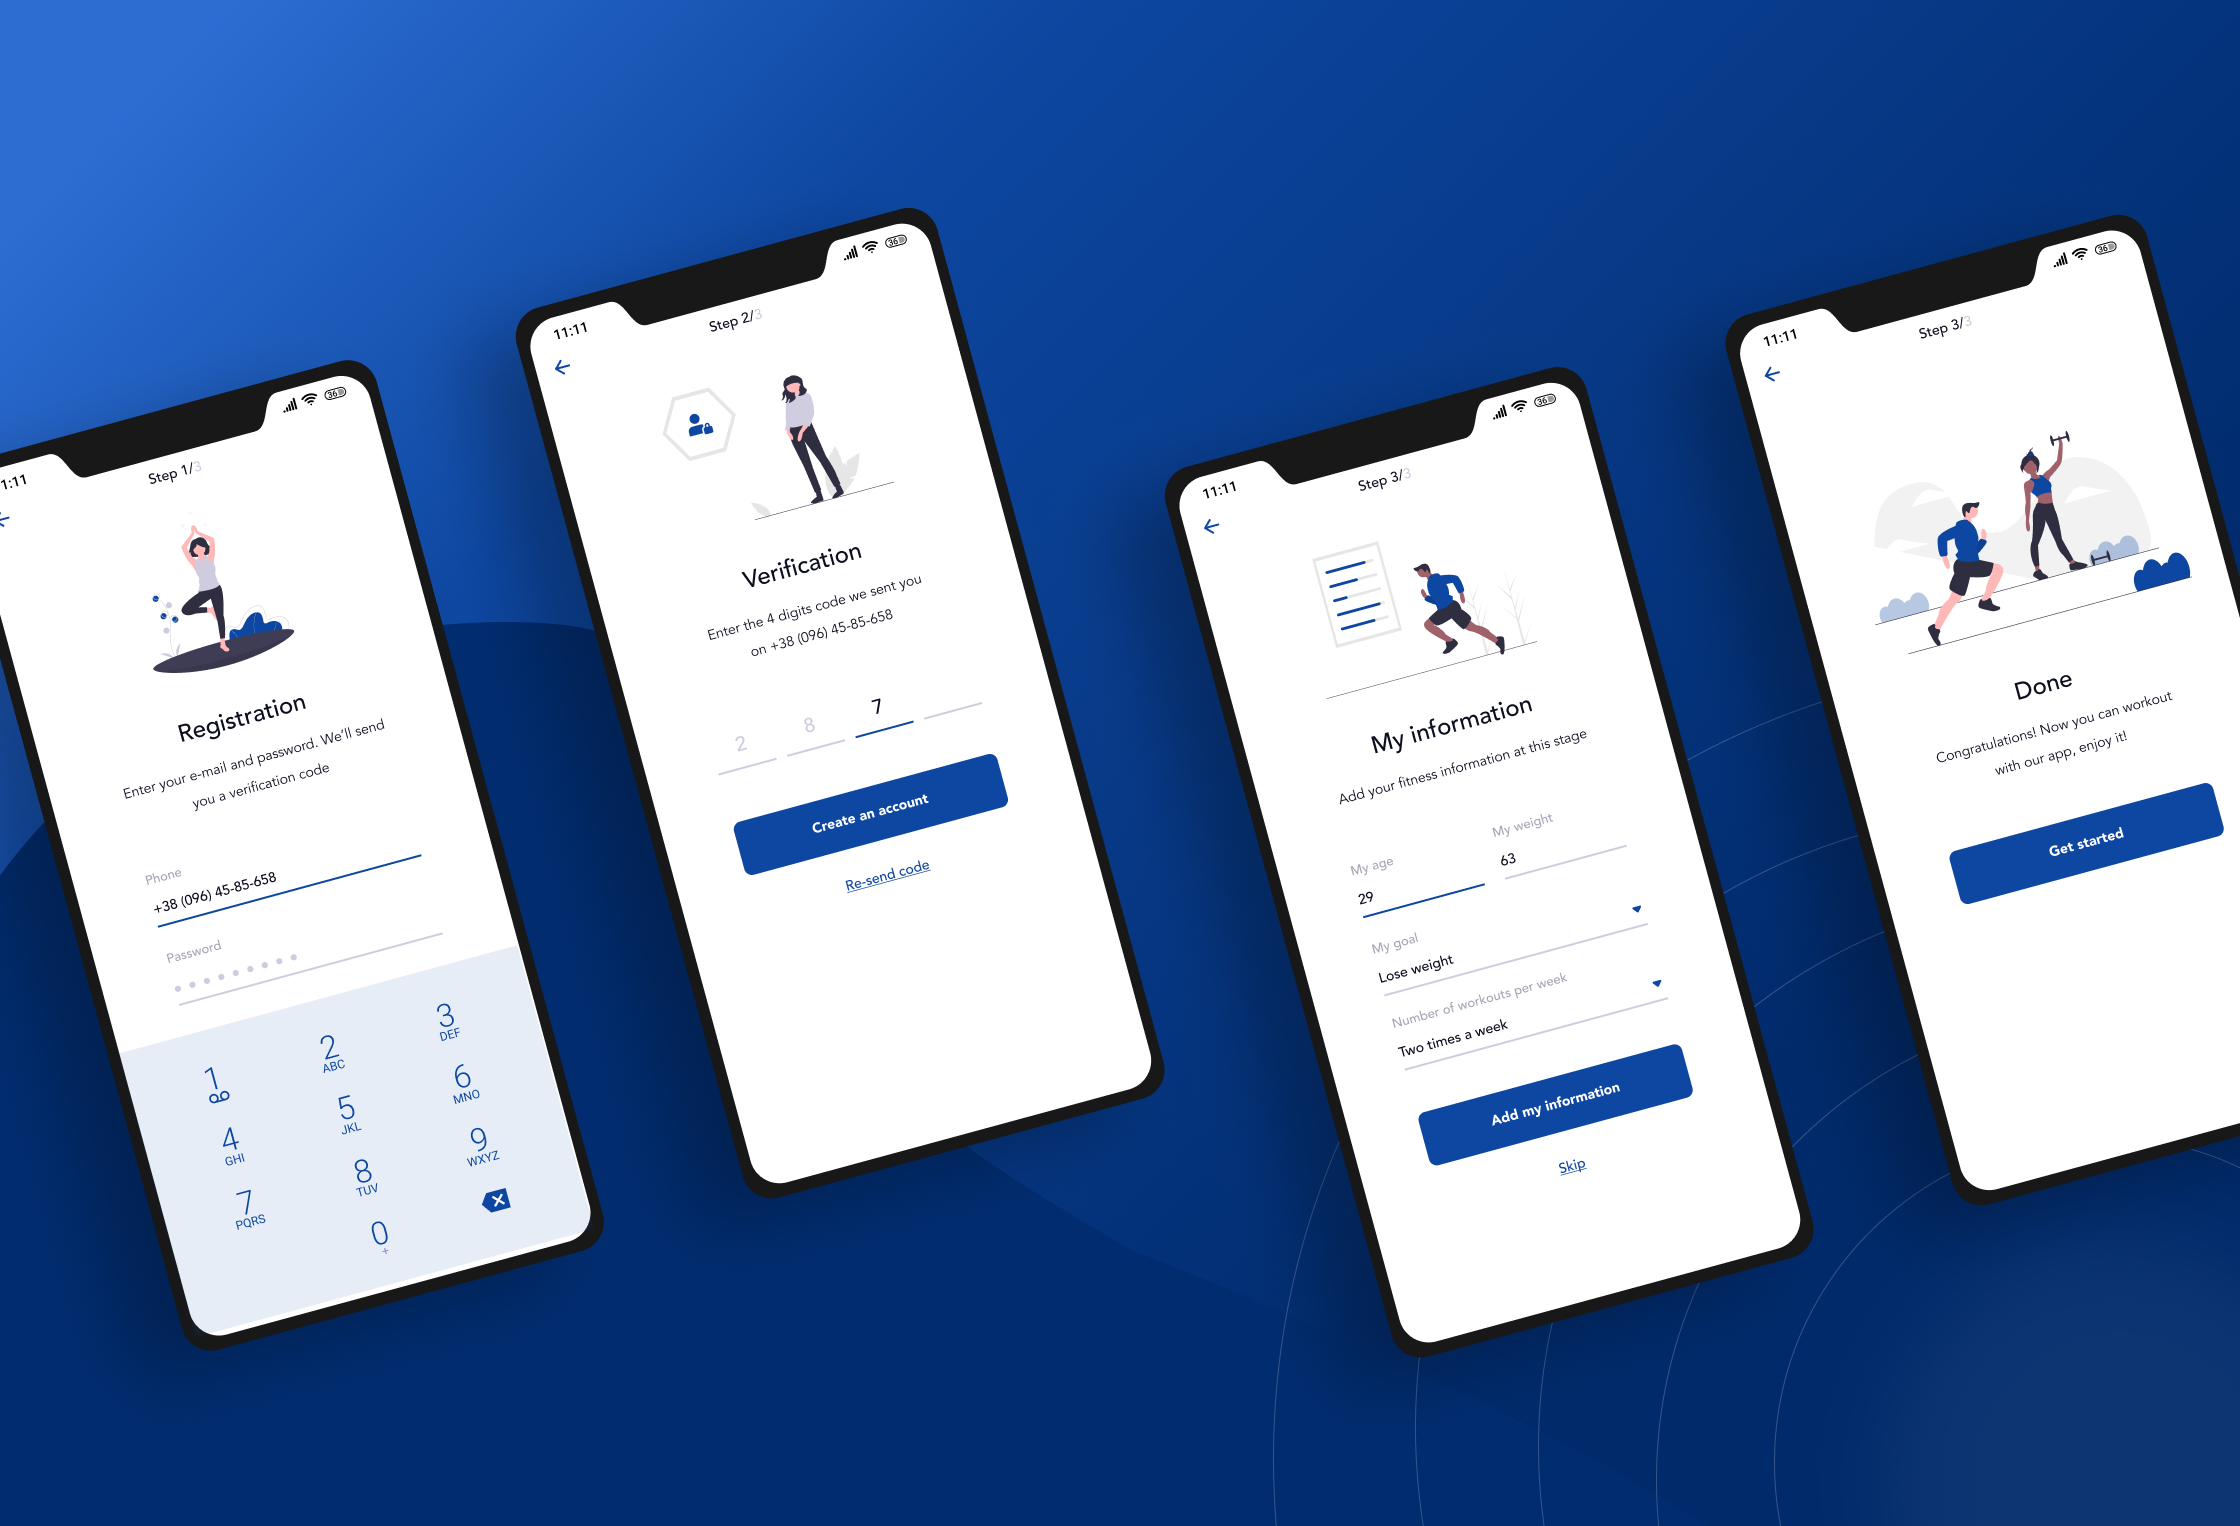 1:11
36
Step 1/3
Registration
Enter your e-mail and password. We'll send
you a verification code
Phone
+38 (096) 45-85-658
Password
1
2
ABC
3
DEF
4
GHI
5
JKL
6
MNO
7
PQRS
8
TUV
9
WXYZ
0
+
11:11
36
Step 2/3
Verification
Enter the 4 digits code we sent you
on +38 (096) 45-85-658
2 8 7
Create an account
Re-send code
11:11
36
Step 3/3
My information
Add your fitness information at this stage
My age
29
My weight
63
My goal
Lose weight
Number of workouts per week
Two times a week
Add my information
Skip
11:11
36
Step 3/3
Done
Congratulations! Now you can workout
with our app, enjoy it!
Get started